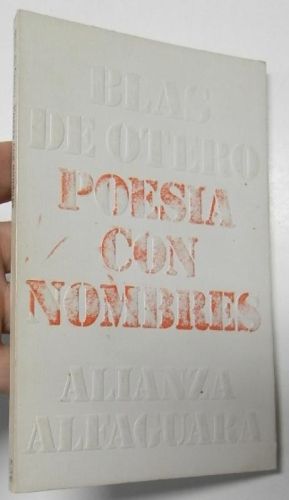 BLAS
DE OTERO
POESIA
CON
NOMBRES
ALIANZA
ALFAGUARA